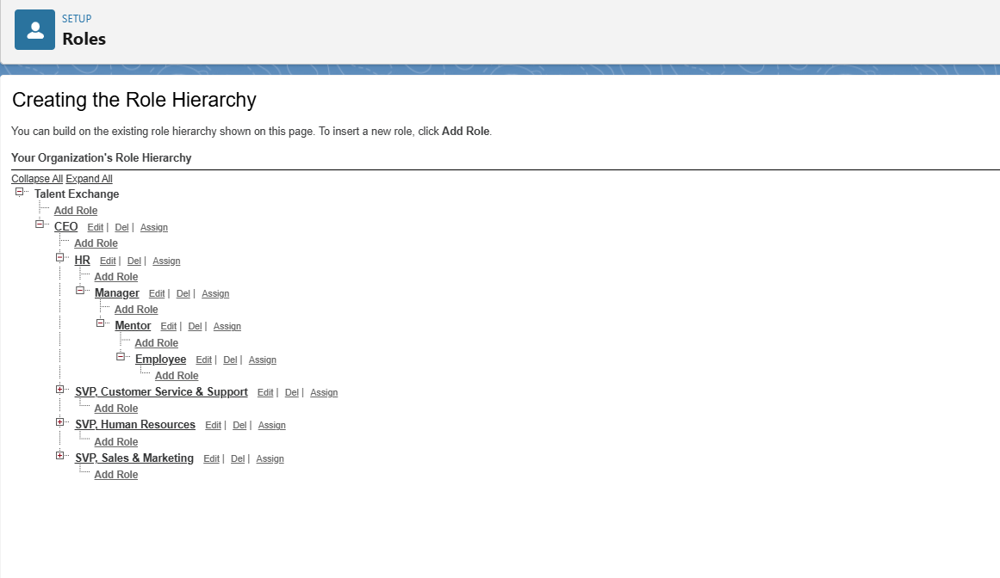 SETUP
Roles
Creating the Role Hierarchy
You can build on the existing role hierarchy shown on this page. To insert a new role, click Add Role.
Your Organization's Role Hierarchy
Collapse All Expand All
Talent Exchange
Add Role
CEO Edit | Del | Assign
Add Role
HR Edit | Del | Assign
Add Role
Manager Edit | Del | Assign
Add Role
Mentor Edit | Del | Assign
Add Role
Employee Edit | Del | Assign
Add Role
SVP, Customer Service & Support Edit | Del | Assign
Add Role
SVP, Human Resources Edit | Del | Assign
Add Role
SVP, Sales & Marketing Edit | Del | Assign
Add Role